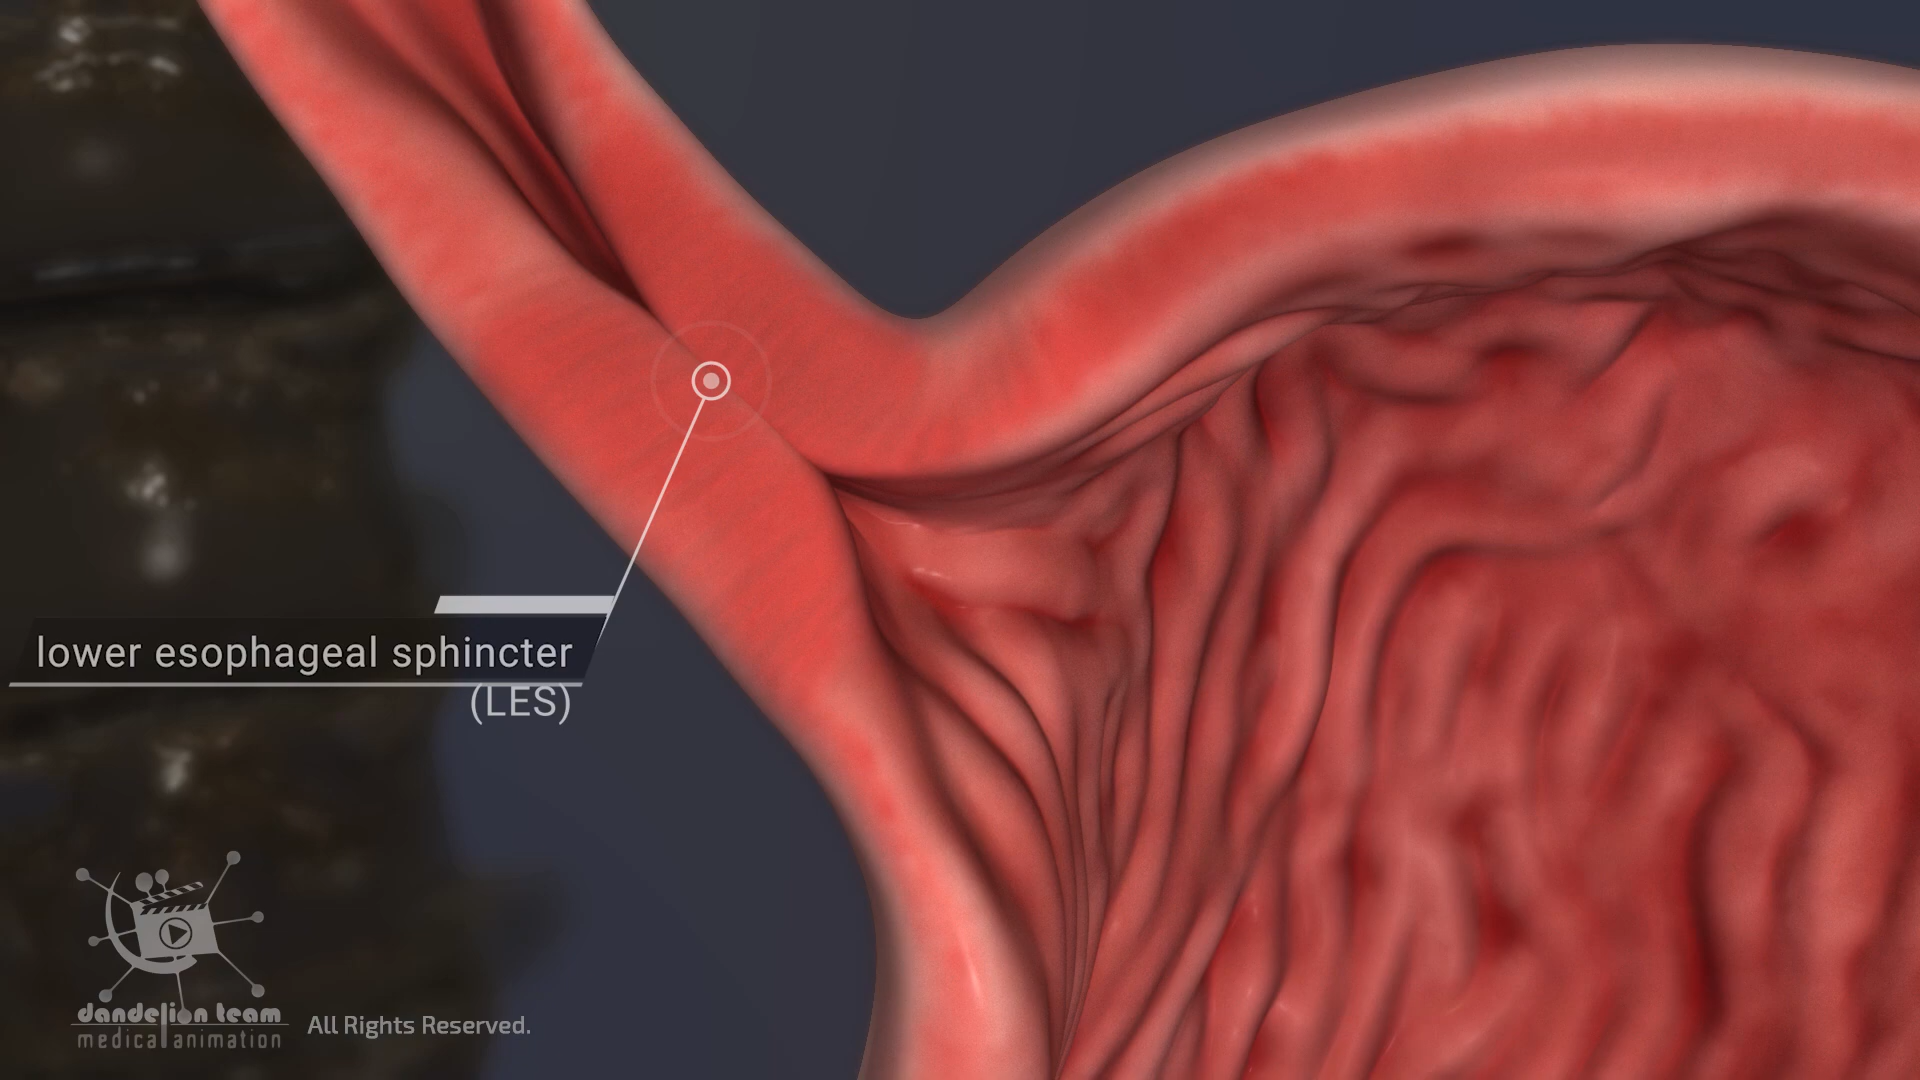 lower esophageal sphincter
(LES)
dandelion team
medical animation
All Rights Reserved.